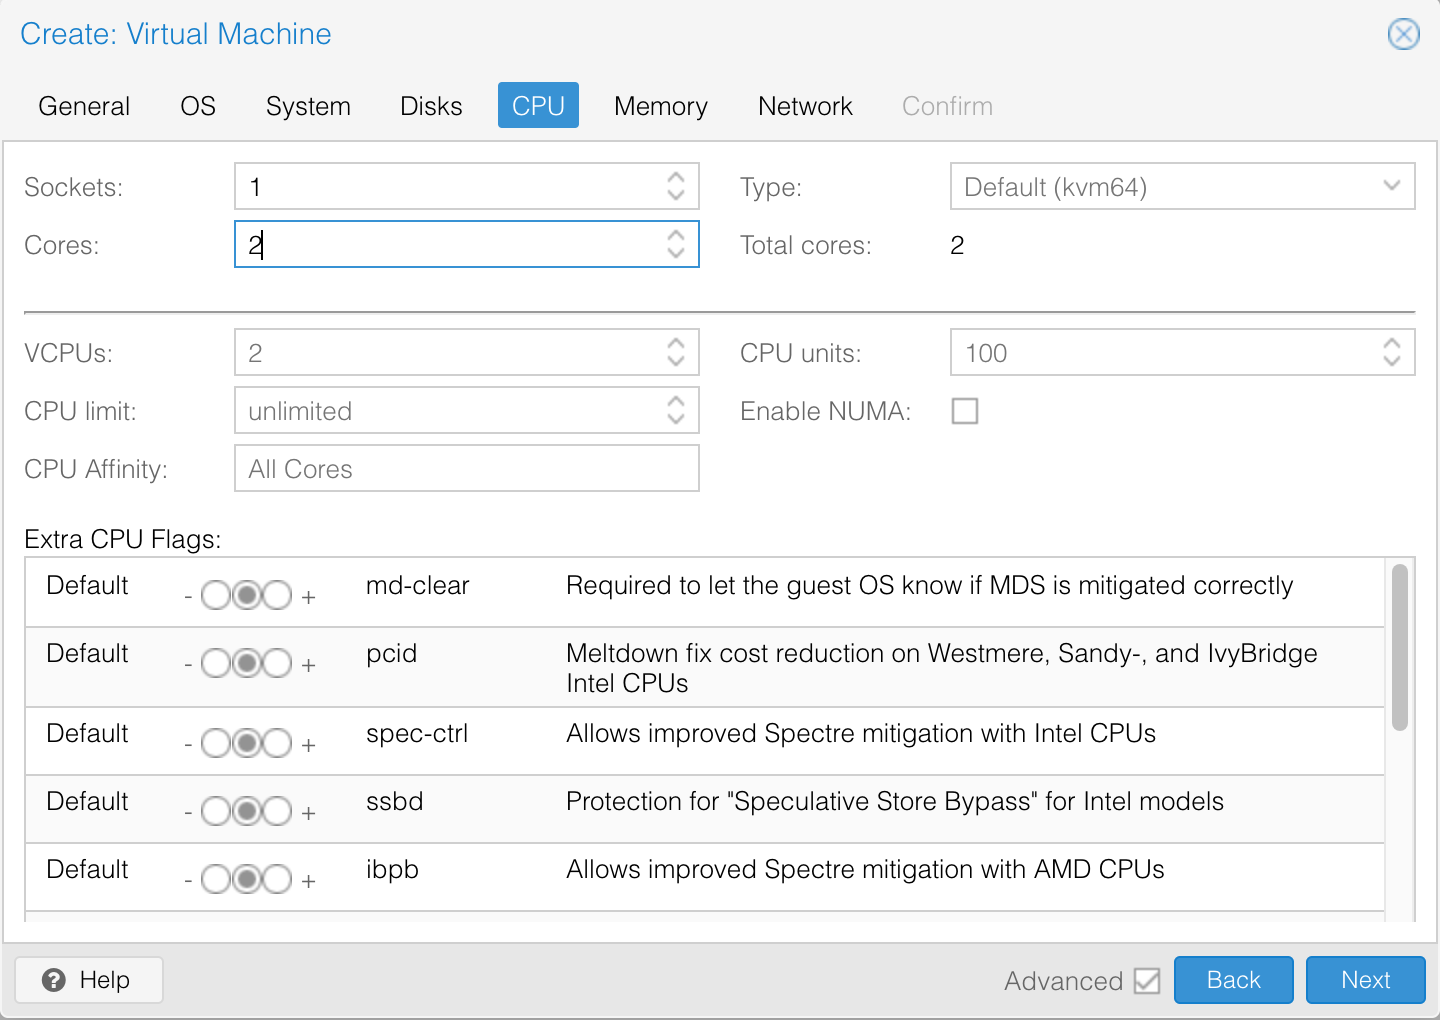 Create: Virtual Machine
General OS System Disks CPU Memory Network Confirm
Sockets: 1 Type: Default (kvm64)
Cores: 2 Total cores: 2
VCPUs: 2 CPU units: 100
CPU limit: unlimited Enable NUMA:
CPU Affinity: All Cores
Extra CPU Flags:
Default - + md-clear Required to let the guest OS know if MDS is mitigated correctly
Default - + pcid Meltdown fix cost reduction on Westmere, Sandy-, and IvyBridge
Intel CPUs
Default - + spec-ctrl Allows improved Spectre mitigation with Intel CPUs
Default - + ssbd Protection for "Speculative Store Bypass" for Intel models
Default - + ibpb Allows improved Spectre mitigation with AMD CPUs
? Help Advanced Back Next